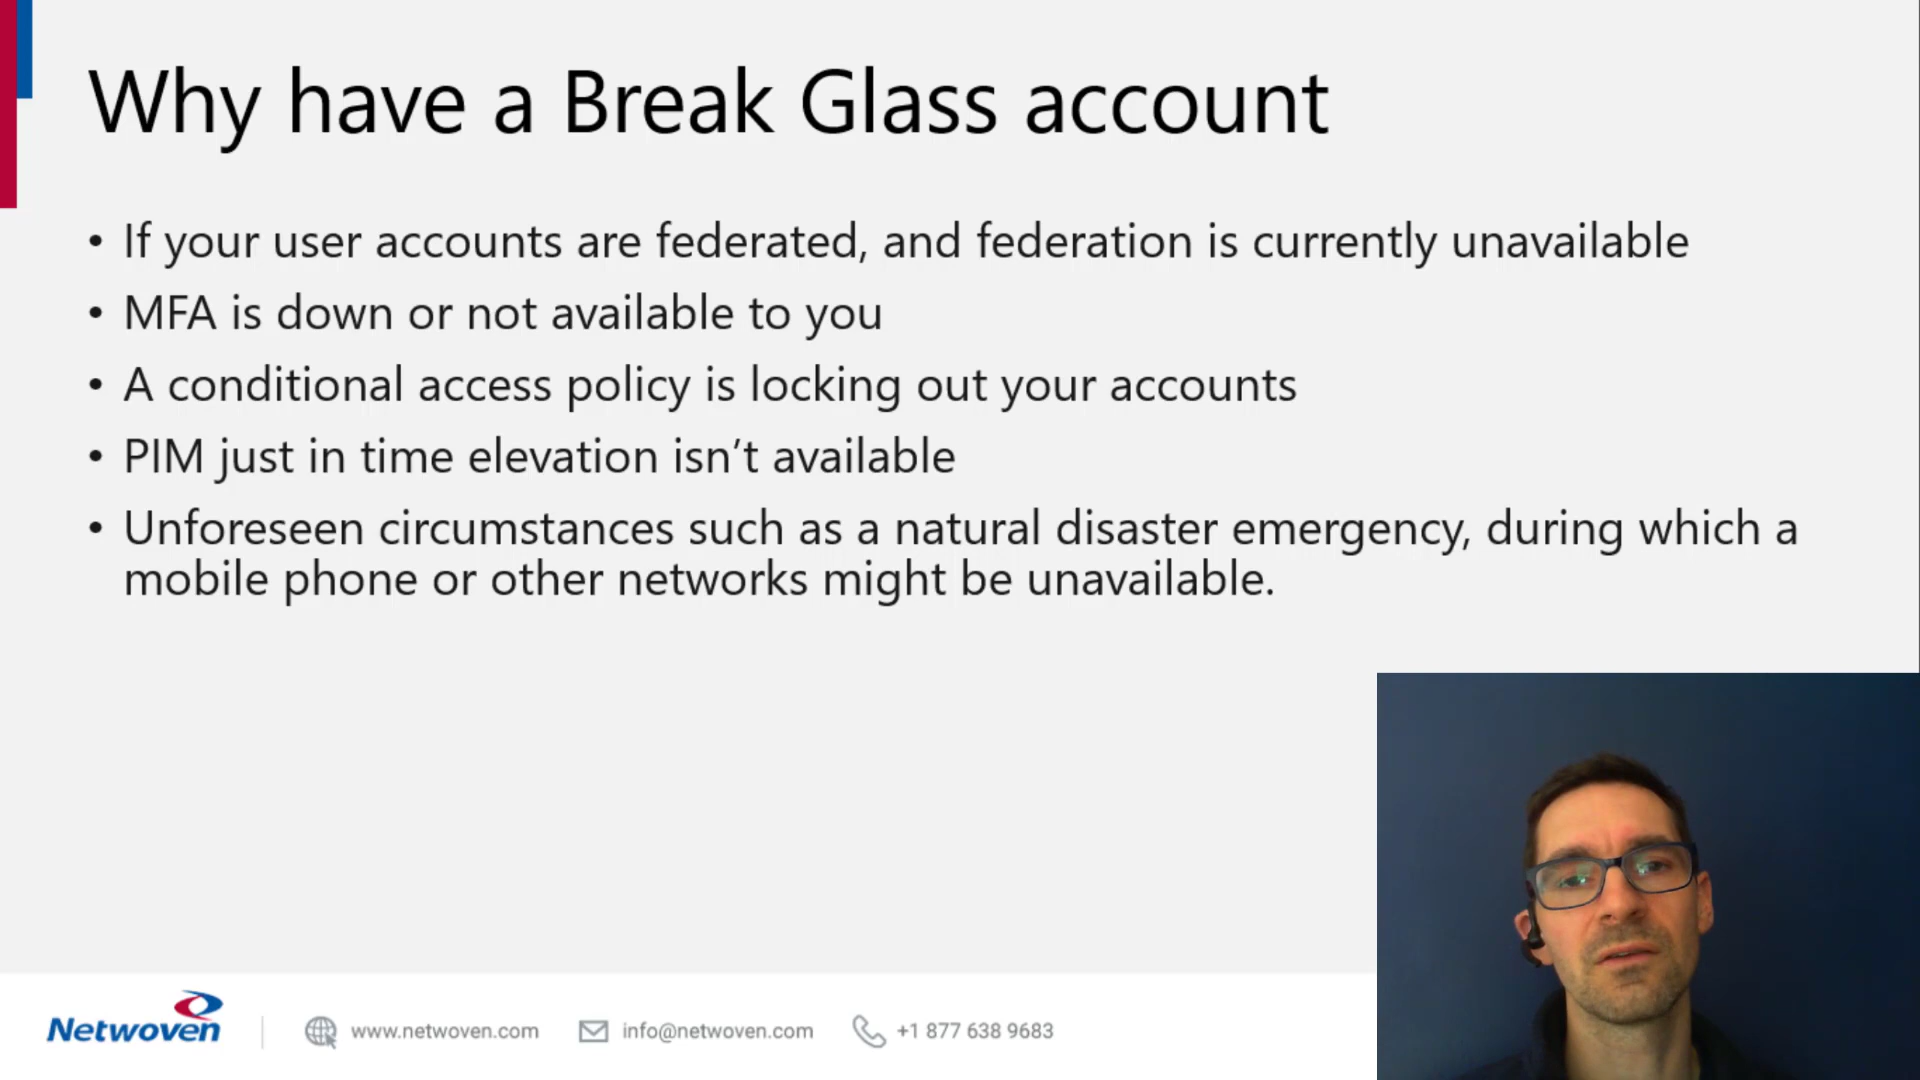 Why have a Break Glass account
• If your user accounts are federated, and federation is currently unavailable
• MFA is down or not available to you
• A conditional access policy is locking out your accounts
• PIM just in time elevation isn’t available
• Unforeseen circumstances such as a natural disaster emergency, during which a
mobile phone or other networks might be unavailable.
Netwoven
www.netwoven.com
info@netwoven.com
+1 877 638 9683